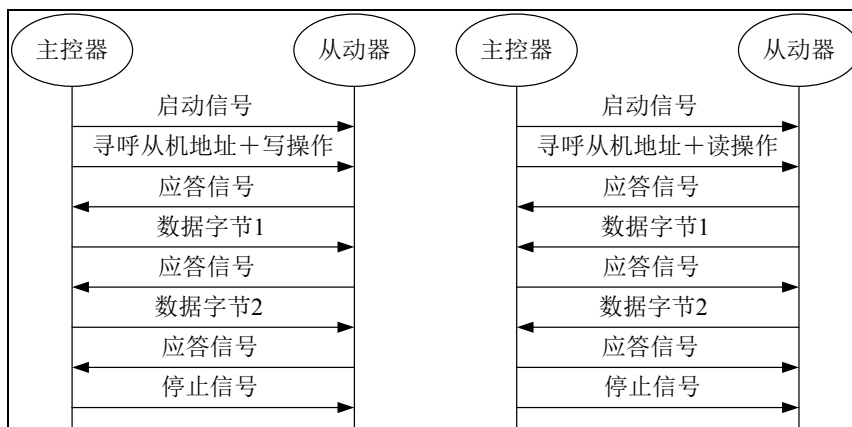 主控器
从动器
启动信号
寻呼从机地址＋写操作
应答信号
数据字节1
应答信号
数据字节2
应答信号
停止信号
主控器
从动器
启动信号
寻呼从机地址＋读操作
应答信号
数据字节1
应答信号
数据字节2
应答信号
停止信号